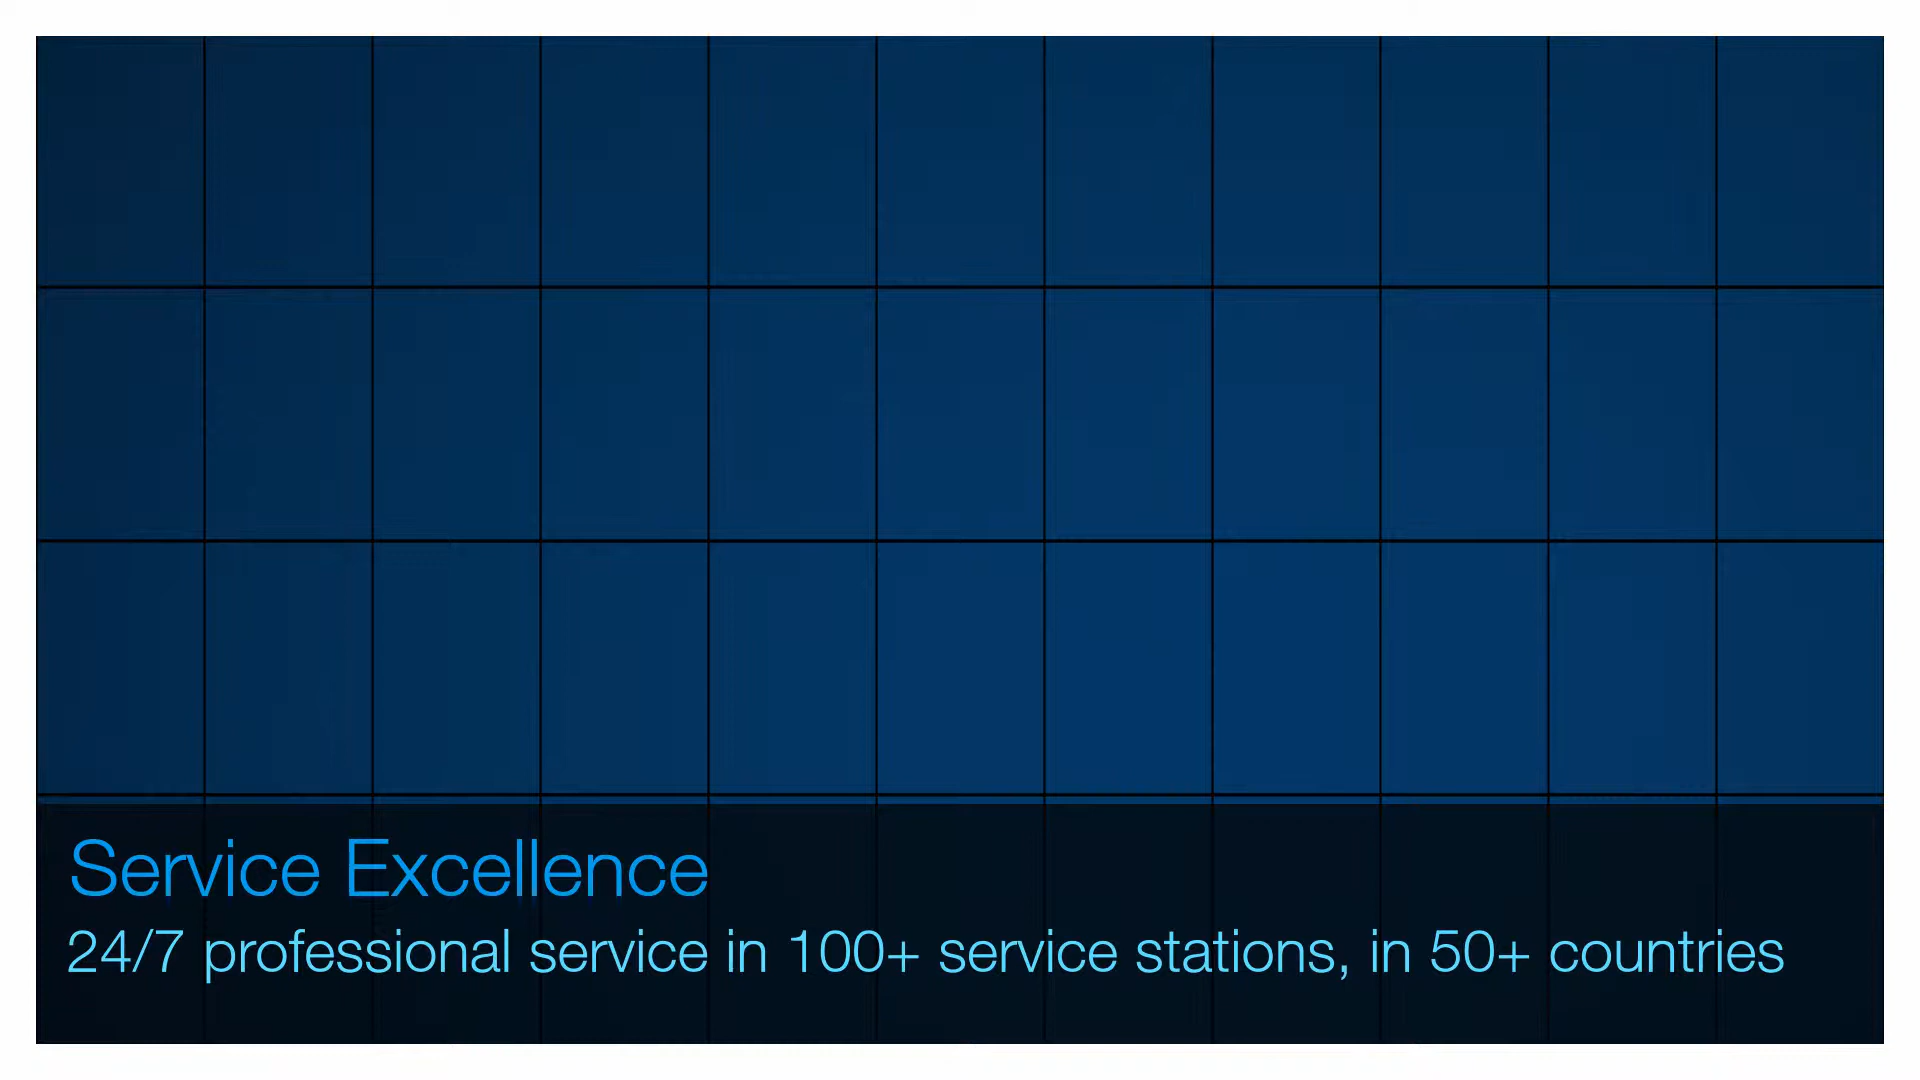 Service Excellence
24/7 professional service in 100+ service stations, in 50+ countries